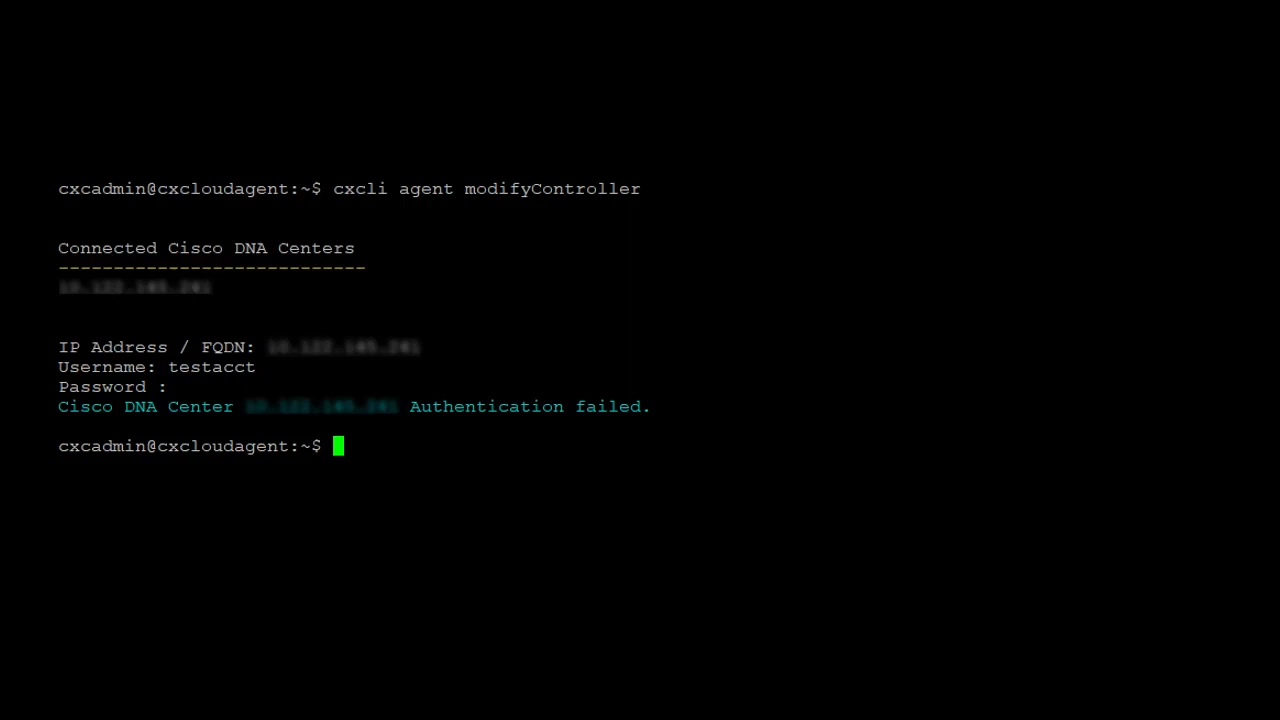 cxcadmin@cxcloudagent:~$ cxcli agent modifyController
Connected Cisco DNA Centers
----------------------------
IP Address / FQDN:
Username: testacct
Password :
Cisco DNA Center Authentication failed.
cxcadmin@cxcloudagent:~$